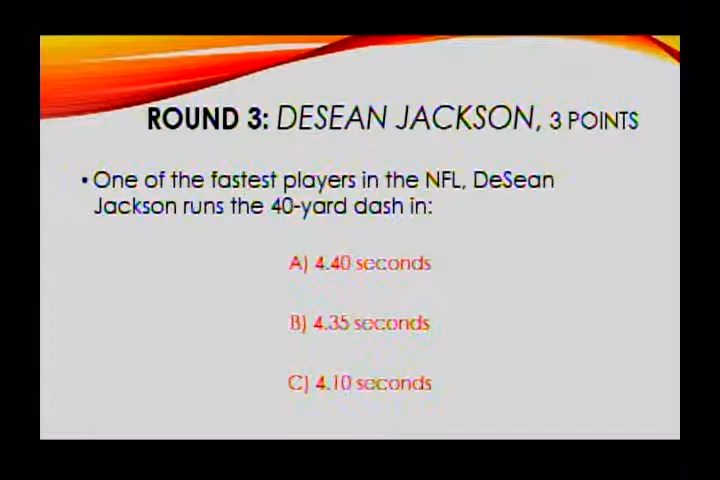 ROUND 3: DESEAN JACKSON, 3 POINTS
• One of the fastest players in the NFL, DeSean
Jackson runs the 40-yard dash in:
A) 4.40 seconds
B) 4.35 seconds
C) 4.10 seconds